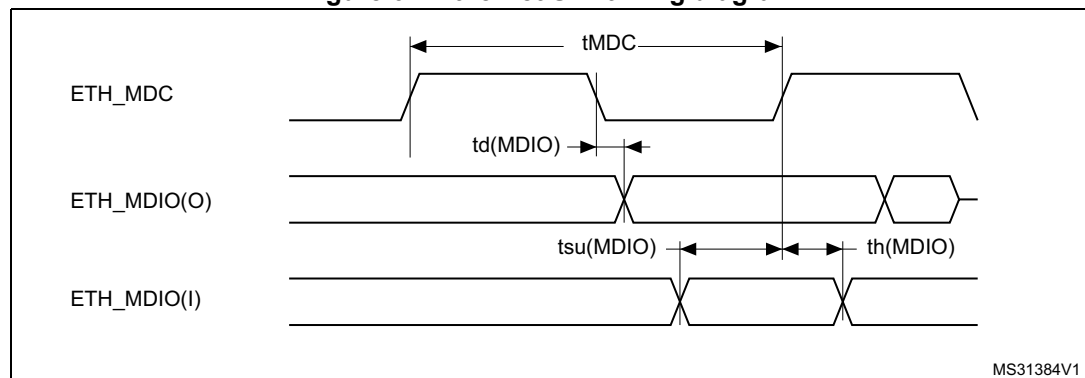 tMDC
ETH_MDC
td(MDIO)
ETH_MDIO(O)
tsu(MDIO)
th(MDIO)
ETH_MDIO(I)
MS31384V1